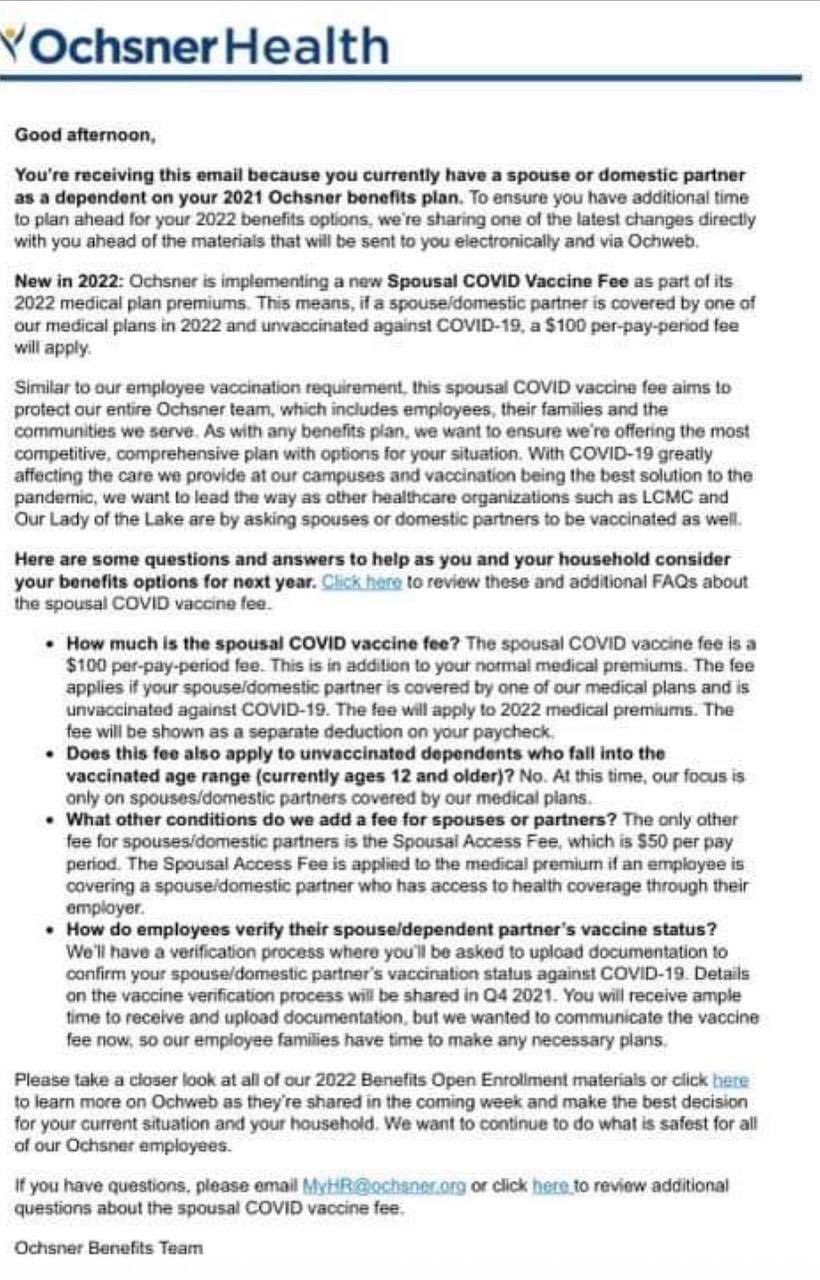 OchsnerHealth
Good afternoon,
You're receiving this email because you currently have a spouse or domestic partner
as a dependent on your 2021 Ochsner benefits plan. To ensure you have additional time
to plan ahead for your 2022 benefits options, we're sharing one of the latest changes directly
with you ahead of the materials that will be sent to you electronically and via Ochweb.
New in 2022: Ochsner is implementing a new Spousal COVID Vaccine Fee as part of its
2022 medical plan premiums. This means, if a spouse/domestic partner is covered by one of
our medical plans in 2022 and unvaccinated against COVID-19, a $100 per-pay-period fee
will apply.
Similar to our employee vaccination requirement, this spousal COVID vaccine fee aims to
protect our entire Ochsner team, which includes employees, their families and the
communities we serve. As with any benefits plan, we want to ensure we're offering the most
competitive, comprehensive plan with options for your situation. With COVID-19 greatly
affecting the care we provide at our campuses and vaccination being the best solution to the
pandemic, we want to lead the way as other healthcare organizations such as LCMC and
Our Lady of the Lake are by asking spouses or domestic partners to be vaccinated as well.
Here are some questions and answers to help as you and your household consider
your benefits options for next year. Click here to review these and additional FAQs about
the spousal COVID vaccine fee.
• How much is the spousal COVID vaccine fee? The spousal COVID vaccine fee is a
$100 per-pay-period fee. This is in addition to your normal medical premiums. The fee
applies if your spouse/domestic partner is covered by one of our medical plans and is
unvaccinated against COVID-19. The fee will apply to 2022 medical premiums. The
fee will be shown as a separate deduction on your paycheck.
• Does this fee also apply to unvaccinated dependents who fall into the
vaccinated age range (currently ages 12 and older)? No. At this time, our focus is
only on spouses/domestic partners covered by our medical plans.
• What other conditions do we add a fee for spouses or partners? The only other
fee for spouses/domestic partners is the Spousal Access Fee, which is $50 per pay
period. The Spousal Access Fee is applied to the medical premium if an employee is
covering a spouse/domestic partner who has access to health coverage through their
employer.
• How do employees verify their spouse/dependent partner's vaccine status?
We'll have a verification process where you'll be asked to upload documentation to
confirm your spouse/domestic partner's vaccination status against COVID-19. Details
on the vaccine verification process will be shared in Q4 2021. You will receive ample
time to receive and upload documentation, but we wanted to communicate the vaccine
fee now, so our employee families have time to make any necessary plans.
Please take a closer look at all of our 2022 Benefits Open Enrollment materials or click here
to learn more on Ochweb as they're shared in the coming week and make the best decision
for your current situation and your household. We want to continue to do what is safest for all
of our Ochsner employees.
If you have questions, please email MyHR@ochsner.org or click here to review additional
questions about the spousal COVID vaccine fee.
Ochsner Benefits Team